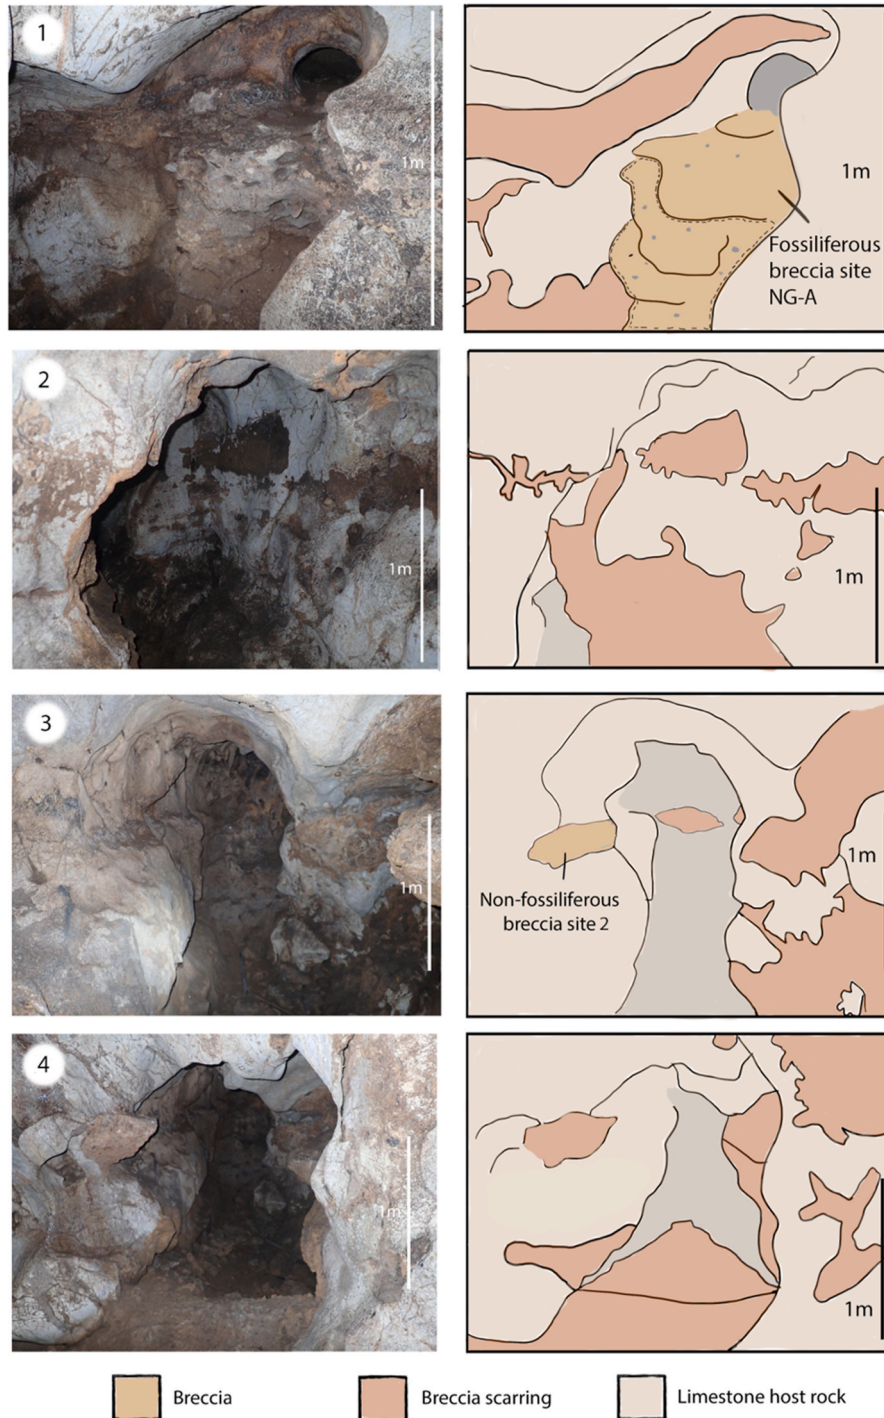 1
1m
1m
Fossiliferous
breccia site
NG-A
2
1m
1m
3
1m
1m
Non-fossiliferous
breccia site 2
4
1m
1m
Breccia
Breccia scarring
Limestone host rock